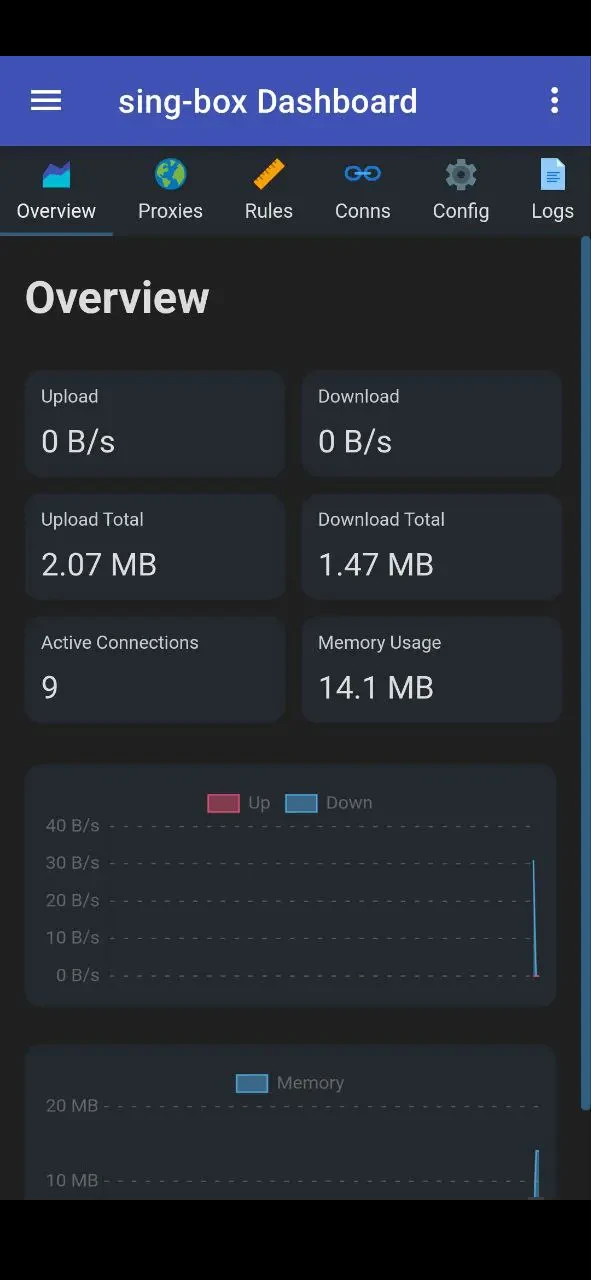 sing-box Dashboard
Overview Proxies Rules Conns Config Logs
Overview
Upload Download
0 B/s 0 B/s
Upload Total Download Total
2.07 MB 1.47 MB
Active Connections Memory Usage
9 14.1 MB
Up Down
40 B/s
30 B/s
20 B/s
10 B/s
0 B/s
Memory
20 MB
10 MB